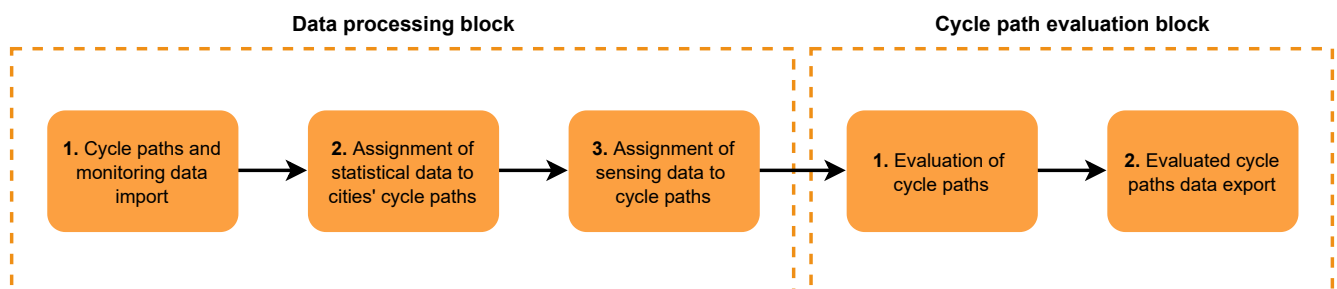 Data processing block
Cycle path evaluation block
1. Cycle paths and
monitoring data
import
2. Assignment of
statistical data to
cities' cycle paths
3. Assignment of
sensing data to
cycle paths
1. Evaluation of
cycle paths
2. Evaluated cycle
paths data export